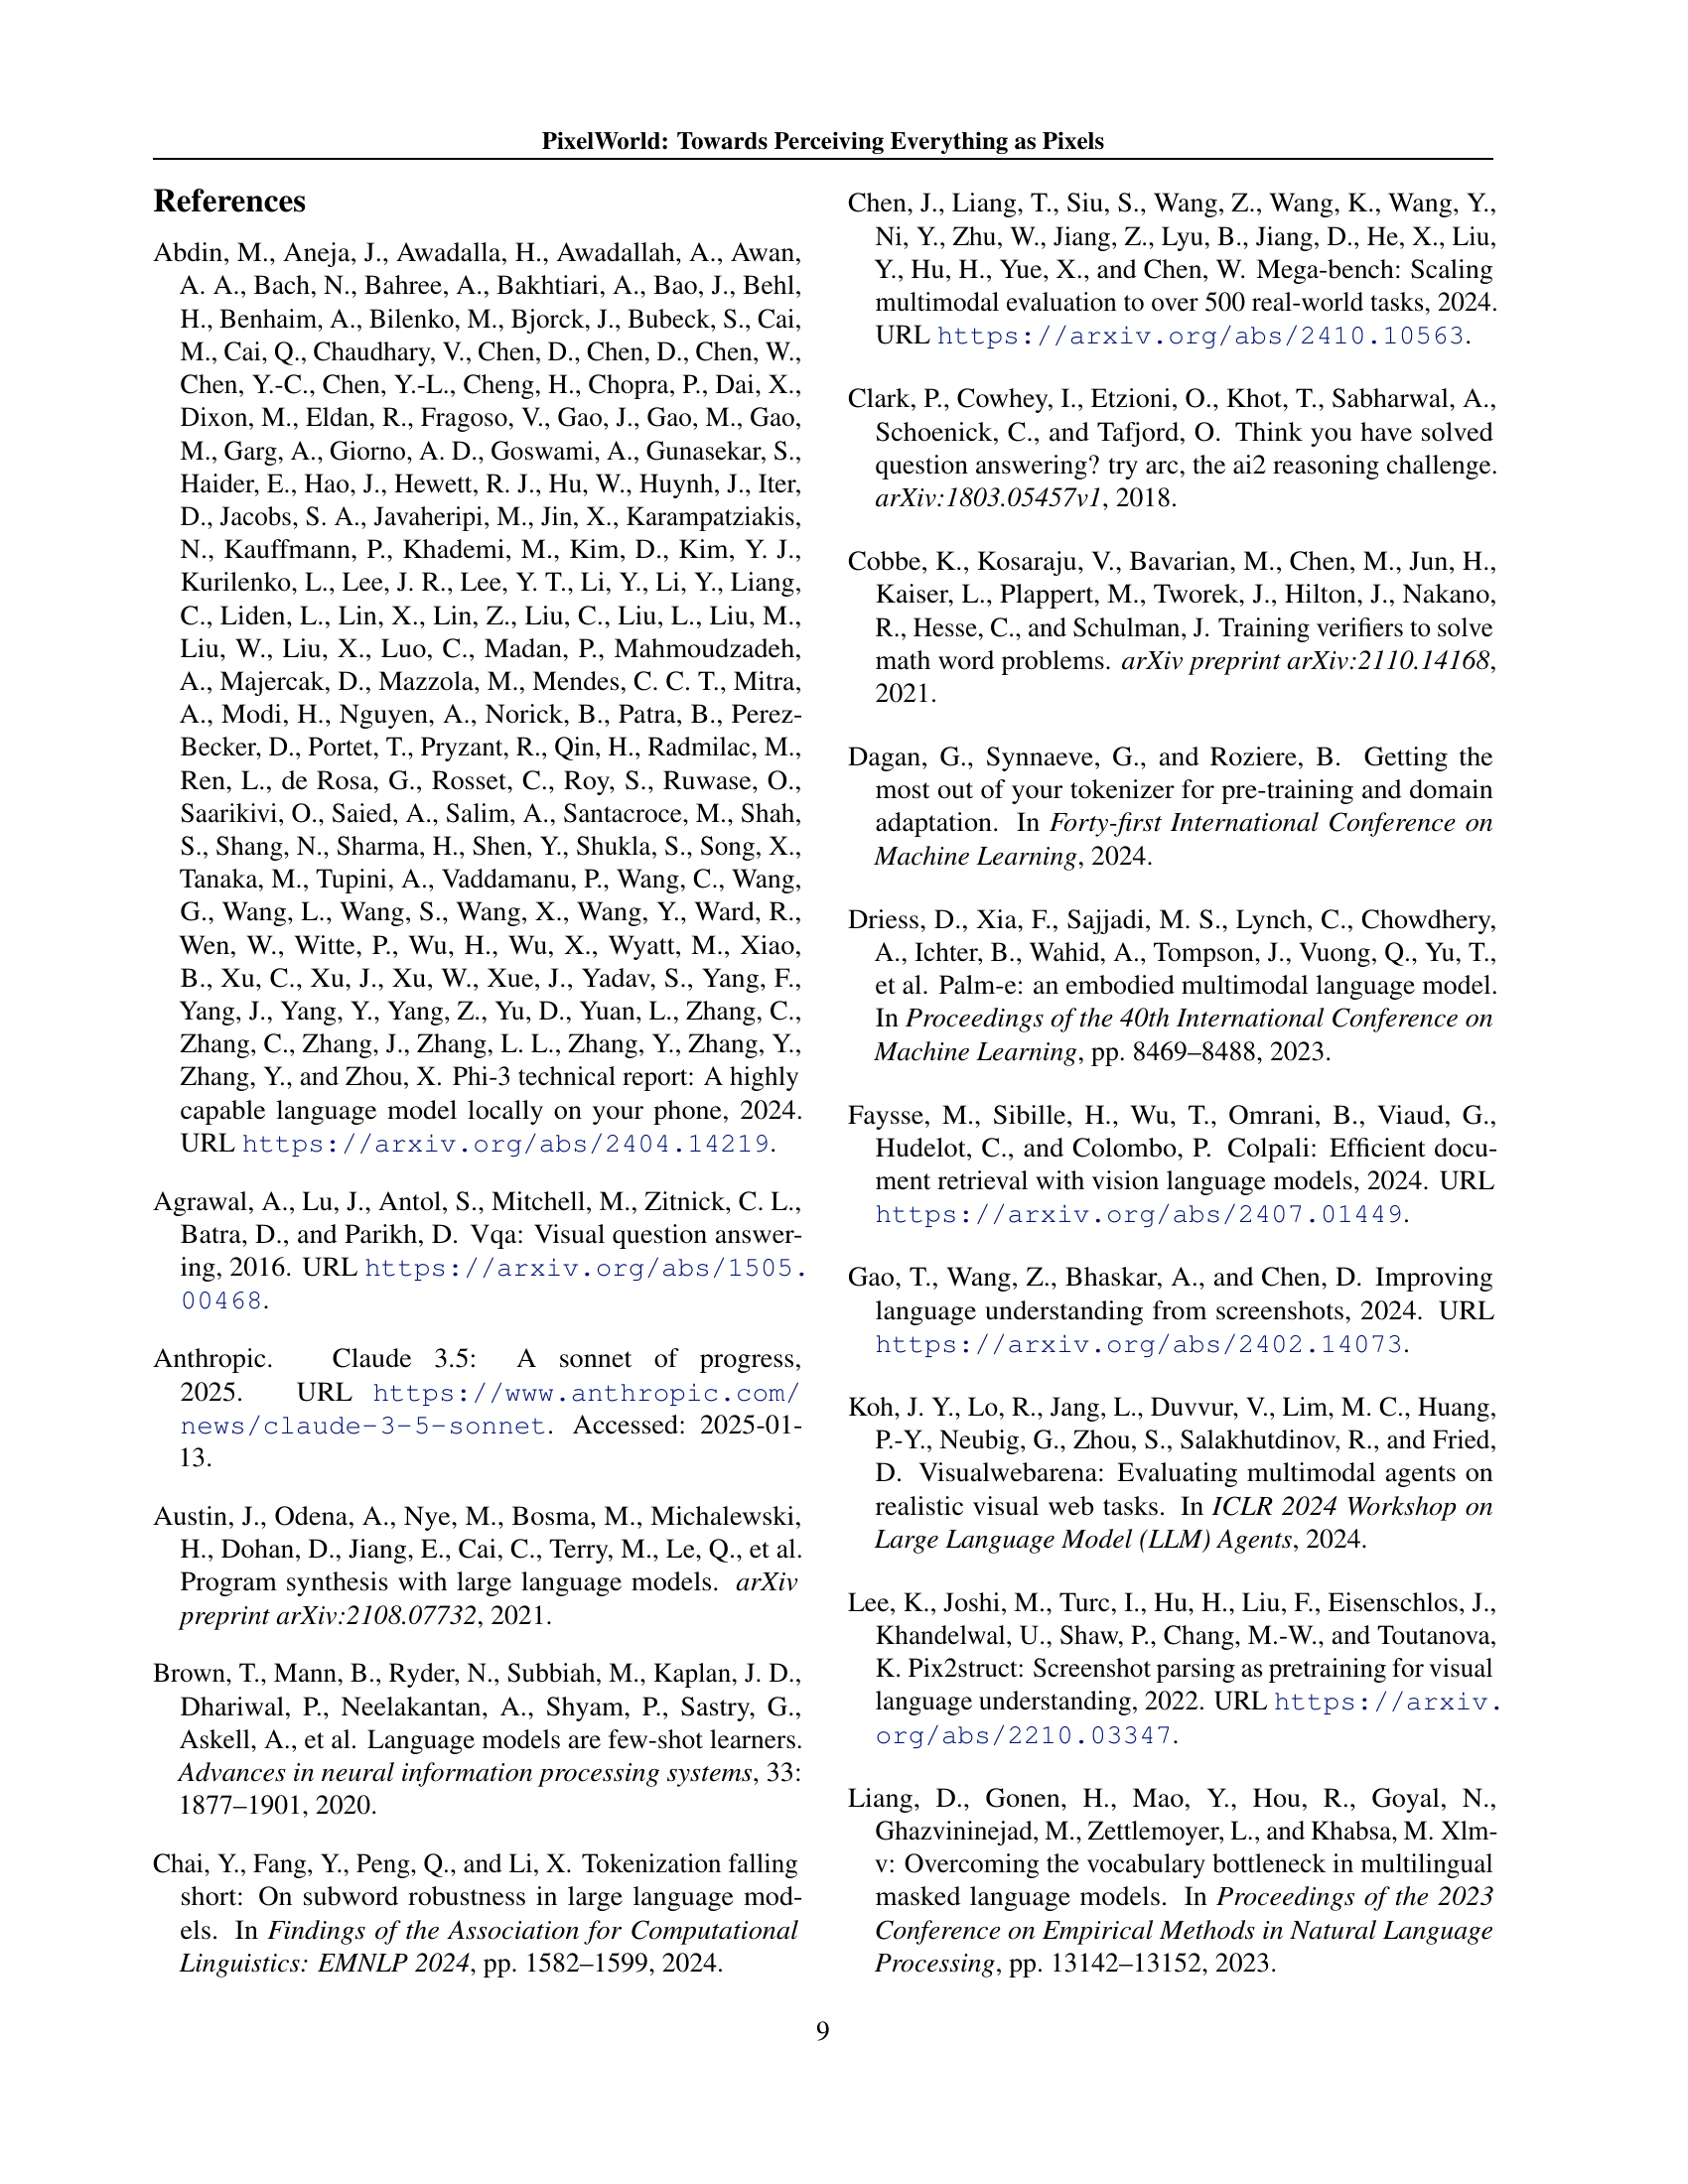 PixelWorld: Towards Perceiving Everything as Pixels
References
Abdin, M., Aneja, J., Awadalla, H., Awadallah, A., Awan,
A. A., Bach, N., Bahree, A., Bakhtiari, A., Bao, J., Behl,
H., Benhaim, A., Bilenko, M., Bjorck, J., Bubeck, S., Cai,
M., Cai, Q., Chaudhary, V., Chen, D., Chen, D., Chen, W.,
Chen, Y.-C., Chen, Y.-L., Cheng, H., Chopra, P., Dai, X.,
Dixon, M., Eldan, R., Fragoso, V., Gao, J., Gao, M., Gao,
M., Garg, A., Giorno, A. D., Goswami, A., Gunasekar, S.,
Haider, E., Hao, J., Hewett, R. J., Hu, W., Huynh, J., Iter,
D., Jacobs, S. A., Javaheripi, M., Jin, X., Karampatziakis,
N., Kauffmann, P., Khademi, M., Kim, D., Kim, Y. J.,
Kurilenko, L., Lee, J. R., Lee, Y. T., Li, Y., Li, Y., Liang,
C., Liden, L., Lin, X., Lin, Z., Liu, C., Liu, L., Liu, M.,
Liu, W., Liu, X., Luo, C., Madan, P., Mahmoudzadeh,
A., Majercak, D., Mazzola, M., Mendes, C. C. T., Mitra,
A., Modi, H., Nguyen, A., Norick, B., Patra, B., Perez-
Becker, D., Portet, T., Pryzant, R., Qin, H., Radmilac, M.,
Ren, L., de Rosa, G., Rosset, C., Roy, S., Ruwase, O.,
Saarikivi, O., Saied, A., Salim, A., Santacroce, M., Shah,
S., Shang, N., Sharma, H., Shen, Y., Shukla, S., Song, X.,
Tanaka, M., Tupini, A., Vaddamanu, P., Wang, C., Wang,
G., Wang, L., Wang, S., Wang, X., Wang, Y., Ward, R.,
Wen, W., Witte, P., Wu, H., Wu, X., Wyatt, M., Xiao,
B., Xu, C., Xu, J., Xu, W., Xue, J., Yadav, S., Yang, F.,
Yang, J., Yang, Y., Yang, Z., Yu, D., Yuan, L., Zhang, C.,
Zhang, C., Zhang, J., Zhang, L. L., Zhang, Y., Zhang, Y.,
Zhang, Y., and Zhou, X. Phi-3 technical report: A highly
capable language model locally on your phone, 2024.
URL https://arxiv.org/abs/2404.14219.
Agrawal, A., Lu, J., Antol, S., Mitchell, M., Zitnick, C. L.,
Batra, D., and Parikh, D. Vqa: Visual question answer-
ing, 2016. URL https://arxiv.org/abs/1505.
00468.
Anthropic. Claude 3.5: A sonnet of progress,
2025. URL https://www.anthropic.com/
news/claude-3-5-sonnet. Accessed: 2025-01-
13.
Austin, J., Odena, A., Nye, M., Bosma, M., Michalewski,
H., Dohan, D., Jiang, E., Cai, C., Terry, M., Le, Q., et al.
Program synthesis with large language models. arXiv
preprint arXiv:2108.07732, 2021.
Brown, T., Mann, B., Ryder, N., Subbiah, M., Kaplan, J. D.,
Dhariwal, P., Neelakantan, A., Shyam, P., Sastry, G.,
Askell, A., et al. Language models are few-shot learners.
Advances in neural information processing systems, 33:
1877–1901, 2020.
Chai, Y., Fang, Y., Peng, Q., and Li, X. Tokenization falling
short: On subword robustness in large language mod-
els. In Findings of the Association for Computational
Linguistics: EMNLP 2024, pp. 1582–1599, 2024.
Chen, J., Liang, T., Siu, S., Wang, Z., Wang, K., Wang, Y.,
Ni, Y., Zhu, W., Jiang, Z., Lyu, B., Jiang, D., He, X., Liu,
Y., Hu, H., Yue, X., and Chen, W. Mega-bench: Scaling
multimodal evaluation to over 500 real-world tasks, 2024.
URL https://arxiv.org/abs/2410.10563.
Clark, P., Cowhey, I., Etzioni, O., Khot, T., Sabharwal, A.,
Schoenick, C., and Tafjord, O. Think you have solved
question answering? try arc, the ai2 reasoning challenge.
arXiv:1803.05457v1, 2018.
Cobbe, K., Kosaraju, V., Bavarian, M., Chen, M., Jun, H.,
Kaiser, L., Plappert, M., Tworek, J., Hilton, J., Nakano,
R., Hesse, C., and Schulman, J. Training verifiers to solve
math word problems. arXiv preprint arXiv:2110.14168,
2021.
Dagan, G., Synnaeve, G., and Roziere, B. Getting the
most out of your tokenizer for pre-training and domain
adaptation. In Forty-first International Conference on
Machine Learning, 2024.
Driess, D., Xia, F., Sajjadi, M. S., Lynch, C., Chowdhery,
A., Ichter, B., Wahid, A., Tompson, J., Vuong, Q., Yu, T.,
et al. Palm-e: an embodied multimodal language model.
In Proceedings of the 40th International Conference on
Machine Learning, pp. 8469–8488, 2023.
Faysse, M., Sibille, H., Wu, T., Omrani, B., Viaud, G.,
Hudelot, C., and Colombo, P. Colpali: Efficient docu-
ment retrieval with vision language models, 2024. URL
https://arxiv.org/abs/2407.01449.
Gao, T., Wang, Z., Bhaskar, A., and Chen, D. Improving
language understanding from screenshots, 2024. URL
https://arxiv.org/abs/2402.14073.
Koh, J. Y., Lo, R., Jang, L., Duvvur, V., Lim, M. C., Huang,
P.-Y., Neubig, G., Zhou, S., Salakhutdinov, R., and Fried,
D. Visualwebarena: Evaluating multimodal agents on
realistic visual web tasks. In ICLR 2024 Workshop on
Large Language Model (LLM) Agents, 2024.
Lee, K., Joshi, M., Turc, I., Hu, H., Liu, F., Eisenschlos, J.,
Khandelwal, U., Shaw, P., Chang, M.-W., and Toutanova,
K. Pix2struct: Screenshot parsing as pretraining for visual
language understanding, 2022. URL https://arxiv.
org/abs/2210.03347.
Liang, D., Gonen, H., Mao, Y., Hou, R., Goyal, N.,
Ghazvininejad, M., Zettlemoyer, L., and Khabsa, M. Xlm-
v: Overcoming the vocabulary bottleneck in multilingual
masked language models. In Proceedings of the 2023
Conference on Empirical Methods in Natural Language
Processing, pp. 13142–13152, 2023.
9